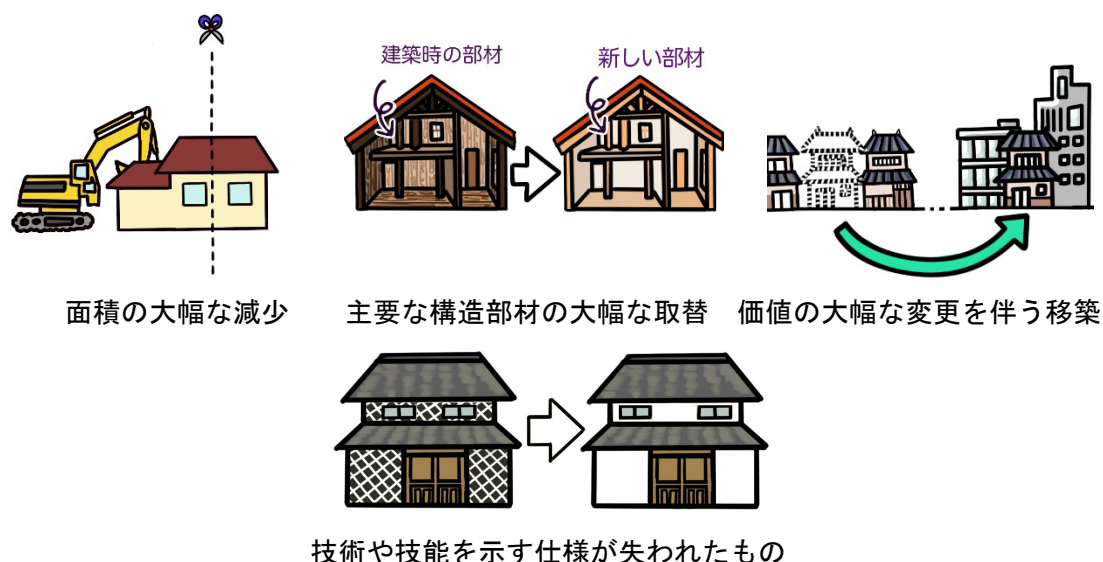 建築時の部材
新しい部材
面積の大幅な減少
主要な構造部材の大幅な取替
価値の大幅な変更を伴う移築
技術や技能を示す仕様が失われたもの